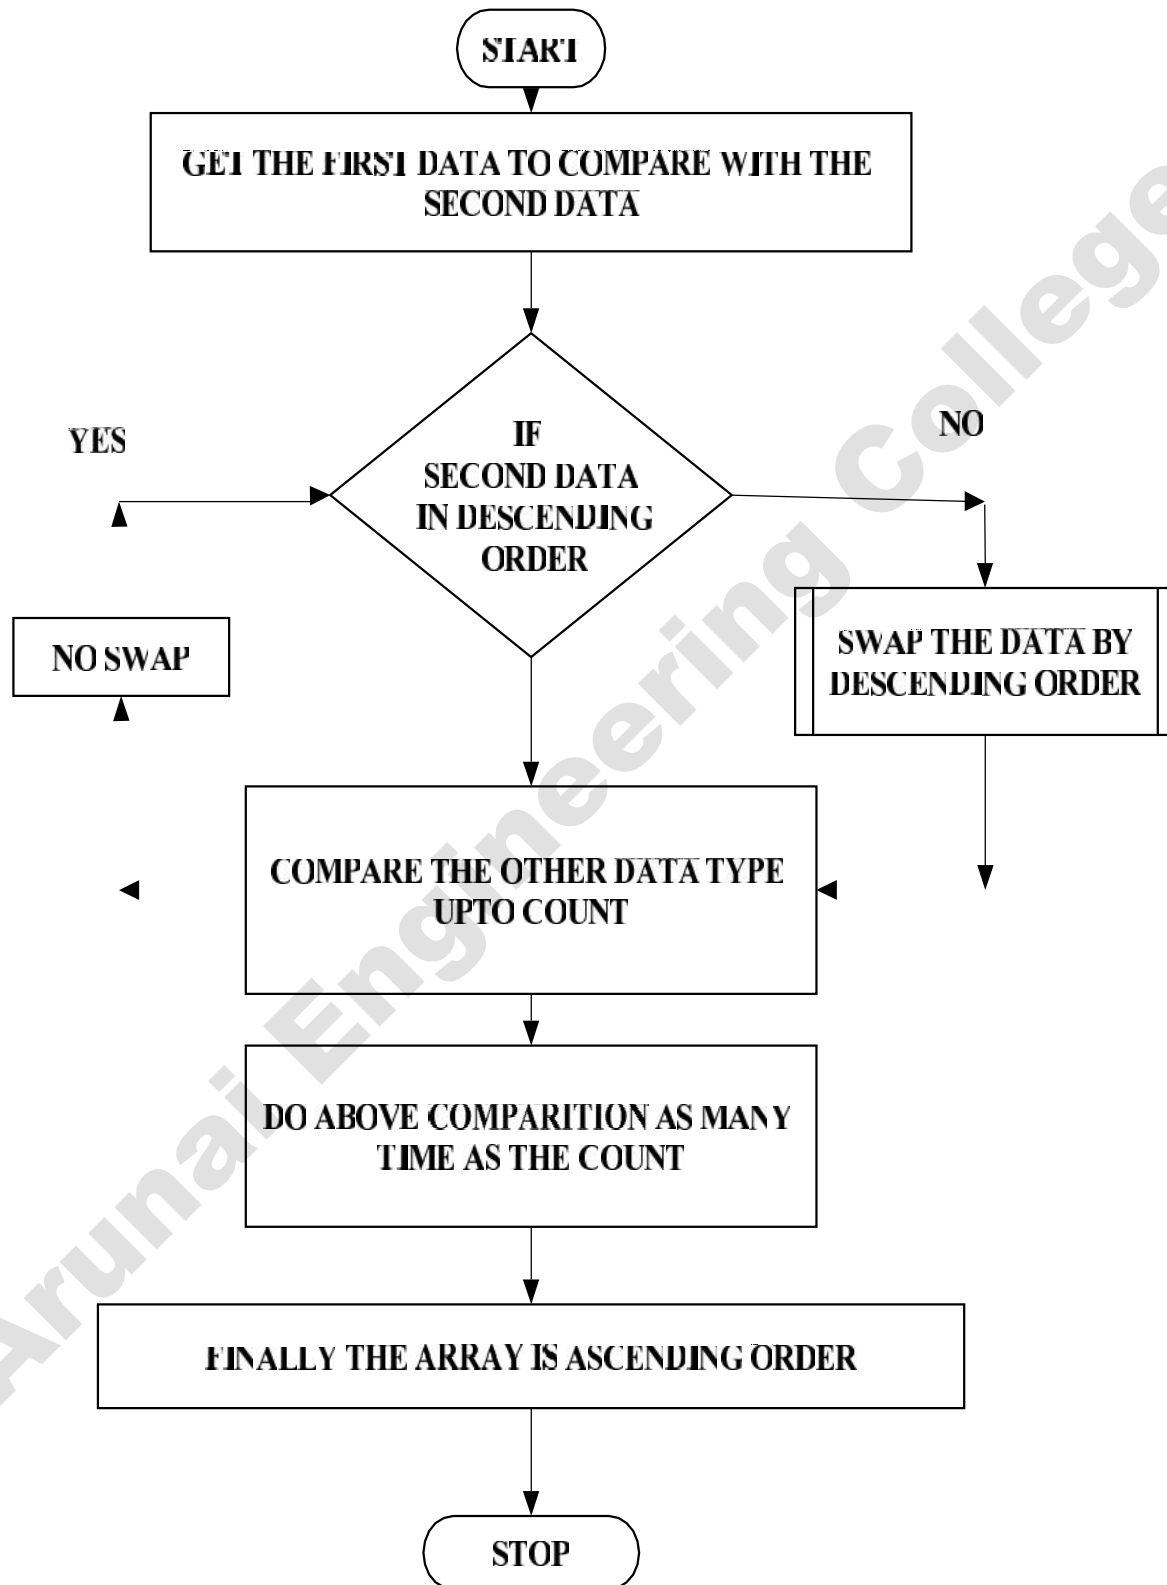 START
GET THE FIRST DATA TO COMPARE WITH THE
SECOND DATA
YES
NO
IF
SECOND DATA
IN DESCENDING
ORDER
NO SWAP
SWAP THE DATA BY
DESCENDING ORDER
COMPARE THE OTHER DATA TYPE
UPTO COUNT
DO ABOVE COMPARITION AS MANY
TIME AS THE COUNT
FINALLY THE ARRAY IS ASCENDING ORDER
STOP
Arunai Engineering College